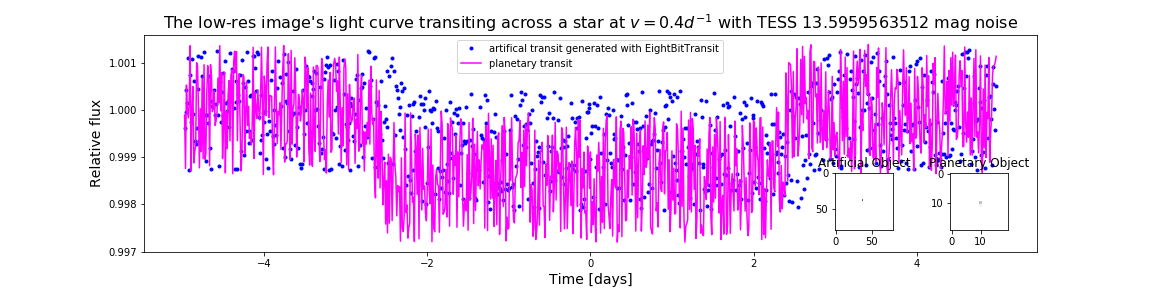 The low-res image's light curve transiting across a star at v = 0.4d⁻¹ with TESS 13.5959563512 mag noise
artifical transit generated with EightBitTransit
planetary transit
Relative flux
1.001
1.000
0.999
0.998
0.997
Artificial Object
0
50
0
50
Planetary Object
0
10
0
10
−4
−2
0
2
4
Time [days]